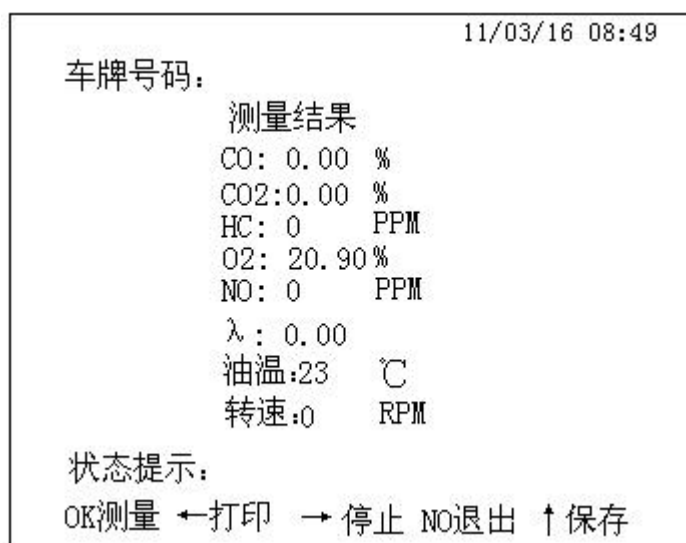 11/03/16 08:49
车牌号码:
测量结果
CO: 0.00 %
CO2:0.00 %
HC: 0 PPM
O2: 20.90%
NO: 0 PPM
λ: 0.00
油温:23 ℃
转速:0 RPM
状态提示:
OK测量 ←打印 → 停止 NO退出 ↑保存